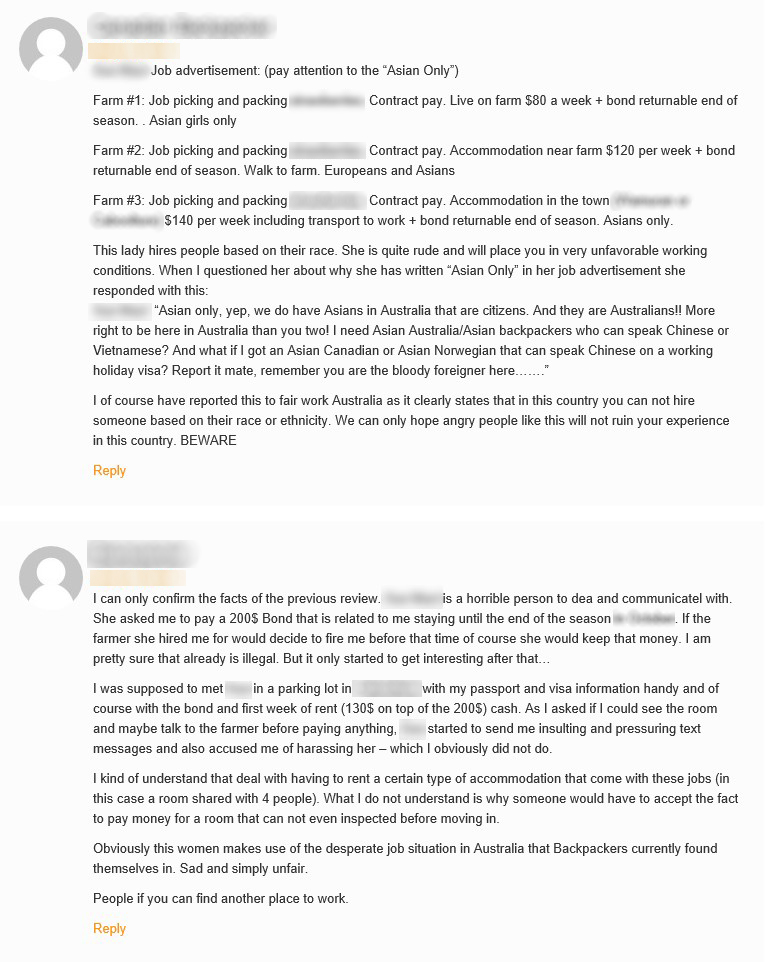 Job advertisement: (pay attention to the “Asian Only”)
Farm #1: Job picking and packing Contract pay. Live on farm $80 a week + bond returnable end of
season. . Asian girls only
Farm #2: Job picking and packing Contract pay. Accommodation near farm $120 per week + bond
returnable end of season. Walk to farm. Europeans and Asians
Farm #3: Job picking and packing Contract pay. Accommodation in the town
$140 per week including transport to work + bond returnable end of season. Asians only.
This lady hires people based on their race. She is quite rude and will place you in very unfavorable working
conditions. When I questioned her about why she has written “Asian Only” in her job advertisement she
responded with this:
“Asian only, yep, we do have Asians in Australia that are citizens. And they are Australians!! More
right to be here in Australia than you two! I need Asian Australia/Asian backpackers who can speak Chinese or
Vietnamese? And what if I got an Asian Canadian or Asian Norwegian that can speak Chinese on a working
holiday visa? Report it mate, remember you are the bloody foreigner here…….”
I of course have reported this to fair work Australia as it clearly states that in this country you can not hire
someone based on their race or ethnicity. We can only hope angry people like this will not ruin your experience
in this country. BEWARE
Reply
I can only confirm the facts of the previous review. is a horrible person to dea and communicatel with.
She asked me to pay a 200$ Bond that is related to me staying until the end of the season . If the
farmer she hired me for would decide to fire me before that time of course she would keep that money. I am
pretty sure that already is illegal. But it only started to get interesting after that…
I was supposed to met in a parking lot in with my passport and visa information handy and of
course with the bond and first week of rent (130$ on top of the 200$) cash. As I asked if I could see the room
and maybe talk to the farmer before paying anything, started to send me insulting and pressuring text
messages and also accused me of harassing her – which I obviously did not do.
I kind of understand that deal with having to rent a certain type of accommodation that come with these jobs (in
this case a room shared with 4 people). What I do not understand is why someone would have to accept the fact
to pay money for a room that can not even inspected before moving in.
Obviously this women makes use of the desperate job situation in Australia that Backpackers currently found
themselves in. Sad and simply unfair.
People if you can find another place to work.
Reply